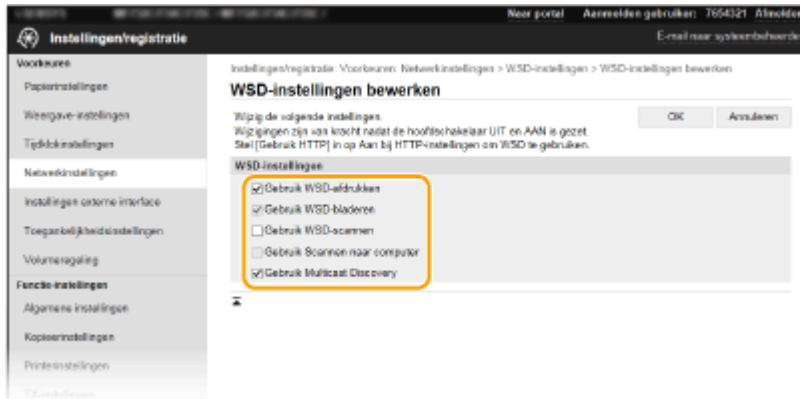 Naar portal Aanmelden gebruiker: 7654321 Afmelden
Instellingen/registratie
E-mail naar systeembeheerder
Voorkeuren
Papierinstellingen
Weergave-instellingen
Tijdklokinstellingen
Netwerkinstellingen
Instellingen externe interface
Toegankelijkheidsinstellingen
Volumeregeling
Functie-instellingen
Algemene instellingen
Kopieerinstellingen
Printerinstellingen
Instellingen/registratie: Voorkeuren: Netwerkinstellingen > WSD-instellingen > WSD-instellingen bewerken
WSD-instellingen bewerken
Wijzig de volgende instellingen.
Wijzigingen zijn van kracht nadat de hoofdschakelaar UIT en AAN is gezet.
Stel [Gebruik HTTP] in op Aan bij HTTP-instellingen om WSD te gebruiken.
OK
Annuleren
WSD-instellingen
Gebruik WSD-afdrukken
Gebruik WSD-bladeren
Gebruik WSD-scannen
Gebruik Scannen naar computer
Gebruik Multicast Discovery